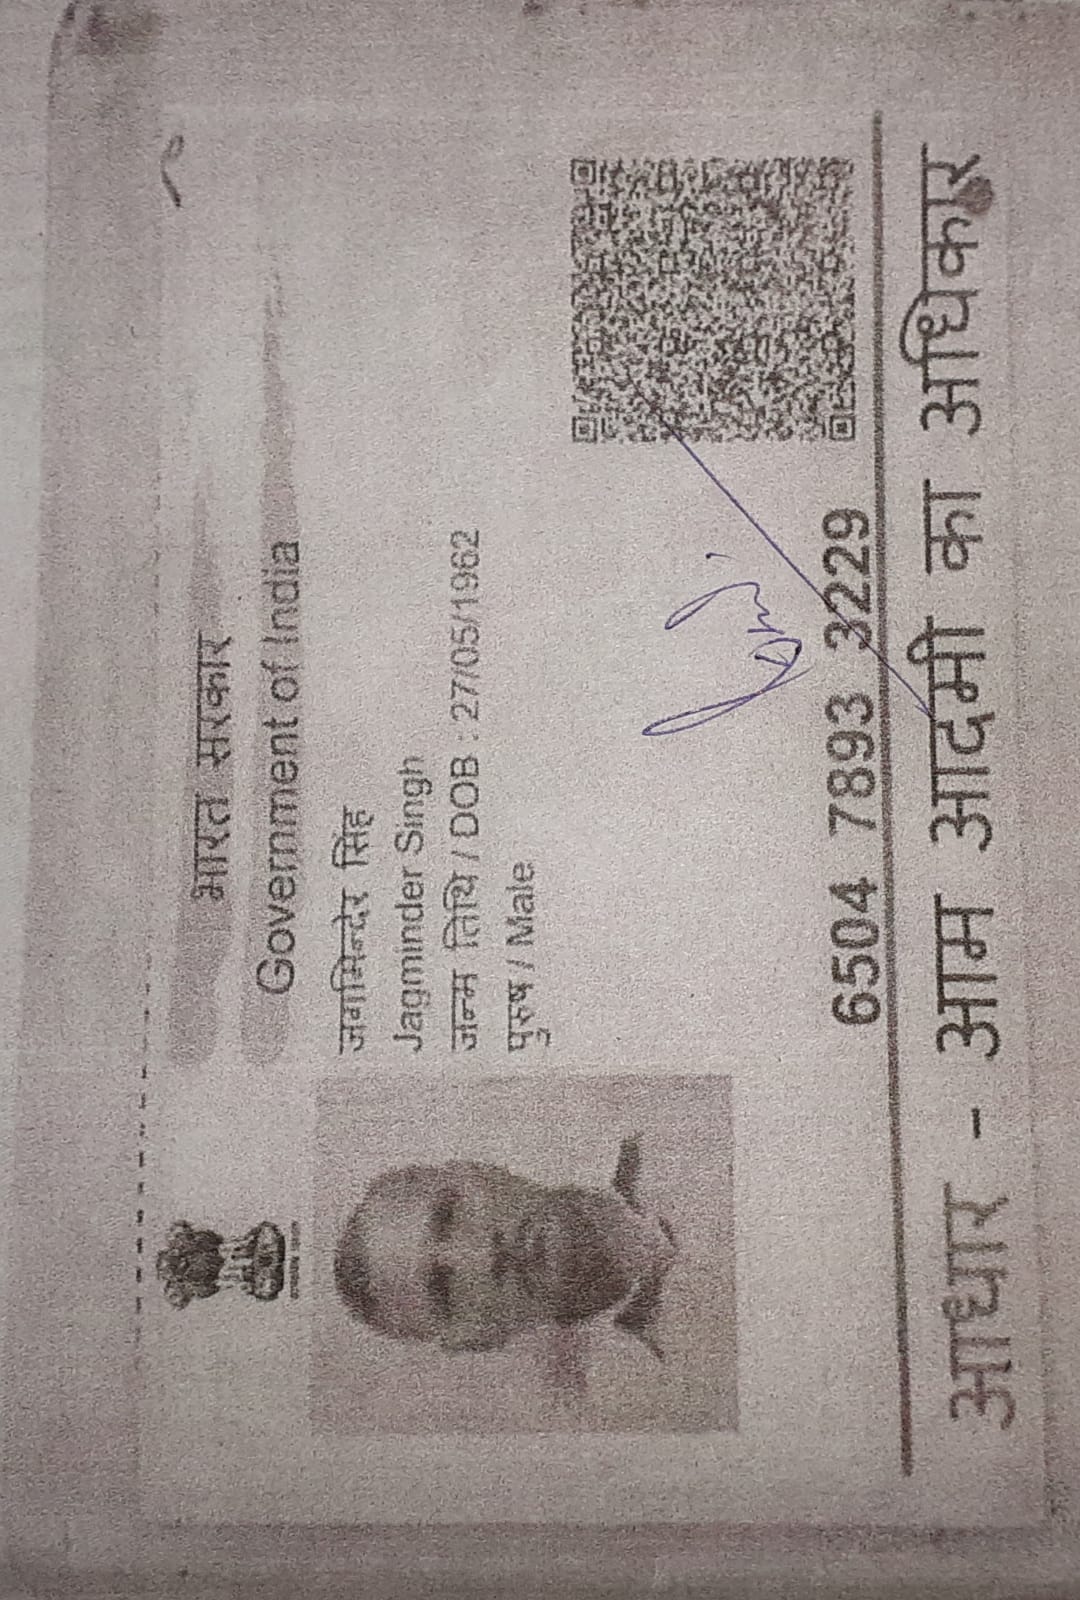 भारत सरकार
Government of India
जगमिन्देर सिंह
Jagminder Singh
जन्म तिथि / DOB : 27/05/1962
पुरुष / Male
6504 7893 3229
आधार - आम आदमी का अधिकार